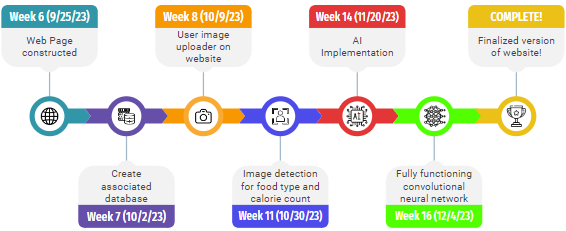 Week 6 (9/25/23)
Web Page
constructed
Create
associated
database
Week 7 (10/2/23)
Week 8 (10/9/23)
User image
uploader on
website
Image detection
for food type and
calorie count
Week 11 (10/30/23)
Week 14 (11/20/23)
AI
Implementation
AI
Fully functioning
convolutional
neural network
Week 16 (12/4/23)
COMPLETE!
Finalized version
of website!